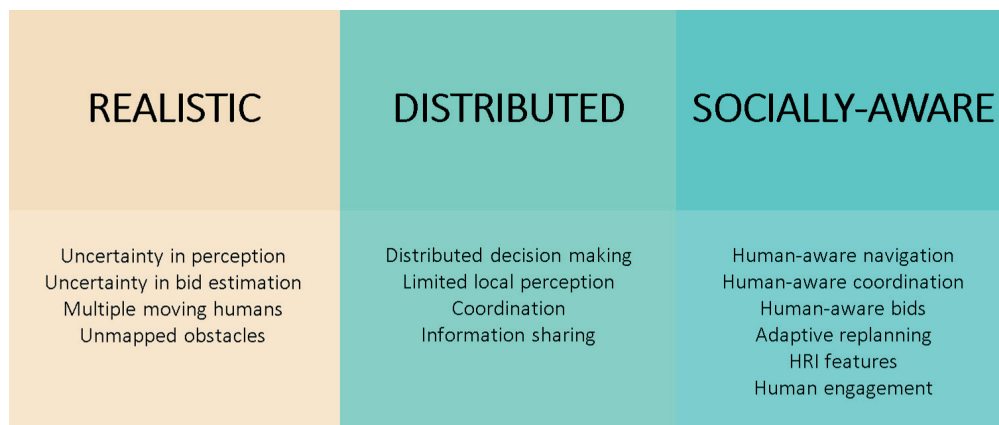 REALISTIC
Uncertainty in perception
Uncertainty in bid estimation
Multiple moving humans
Unmapped obstacles
DISTRIBUTED
Distributed decision making
Limited local perception
Coordination
Information sharing
SOCIALLY-AWARE
Human-aware navigation
Human-aware coordination
Human-aware bids
Adaptive replanning
HRI features
Human engagement